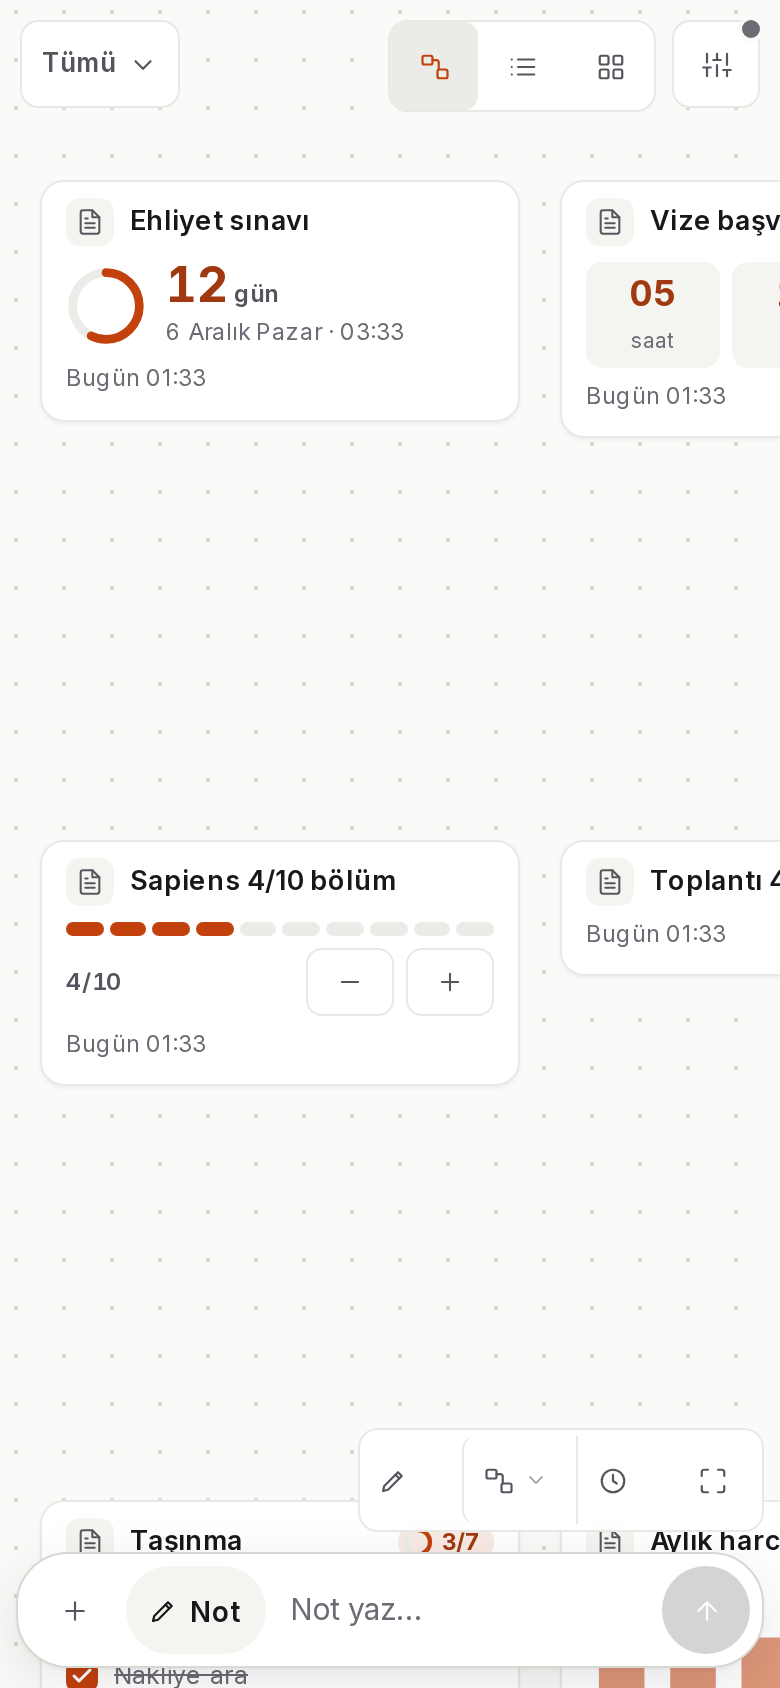 Tümü
Ehliyet sınavı
12 gün
6 Aralık Pazar · 03:33
Bugün 01:33
Vize başv
05
saat
Bugün 01:33
Sapiens 4/10 bölüm
4/10
Bugün 01:33
Toplantı 4
Bugün 01:33
Taşınma
3/7
Aylık harc
Not
Not yaz...
Nakliye ara